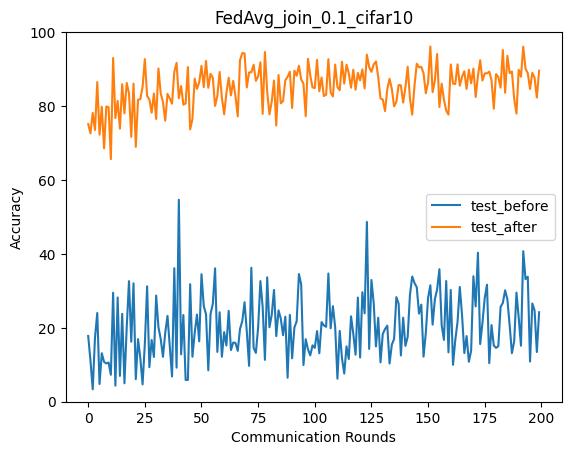 FedAvg_join_0.1_cifar10
100
80
60
40
20
0
Accuracy
test_before
test_after
0 25 50 75 100 125 150 175 200
Communication Rounds